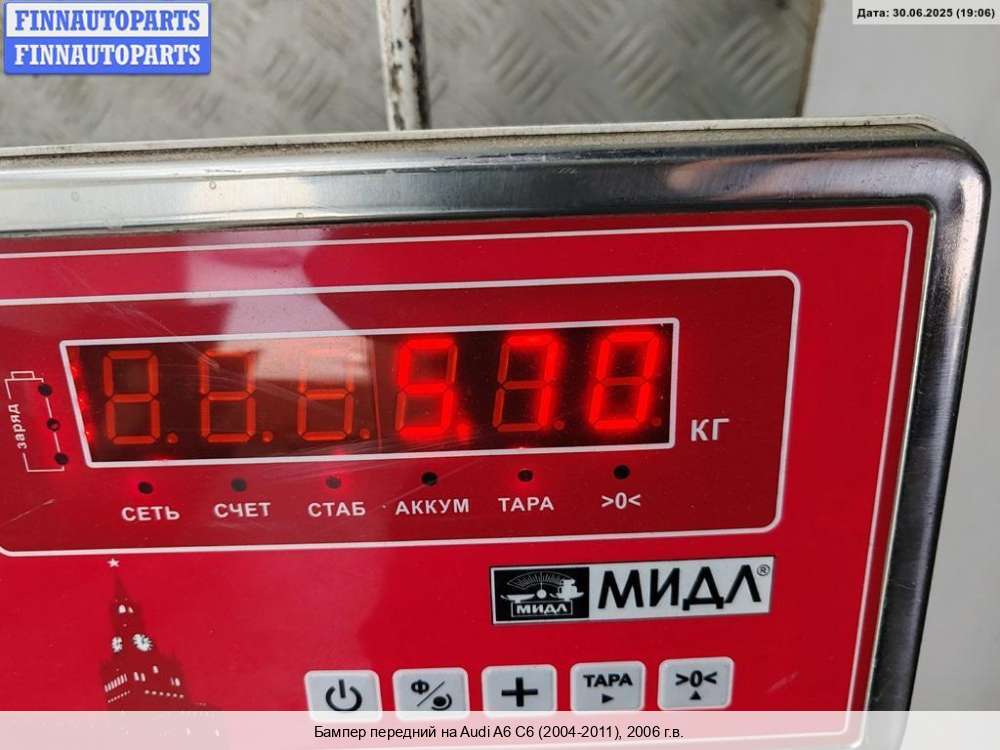 FINNAUTOPARTS
FINNAUTOPARTS
Дата: 30.06.2025 (19:06)
5.70
КГ
заряд
СЕТЬ СЧЕТ СТАБ АККУМ ТАРА >0<
МИДЛ МИДЛ®
Ф/ + ТАРА >0<
Бампер передний на Audi A6 C6 (2004-2011), 2006 г.в.